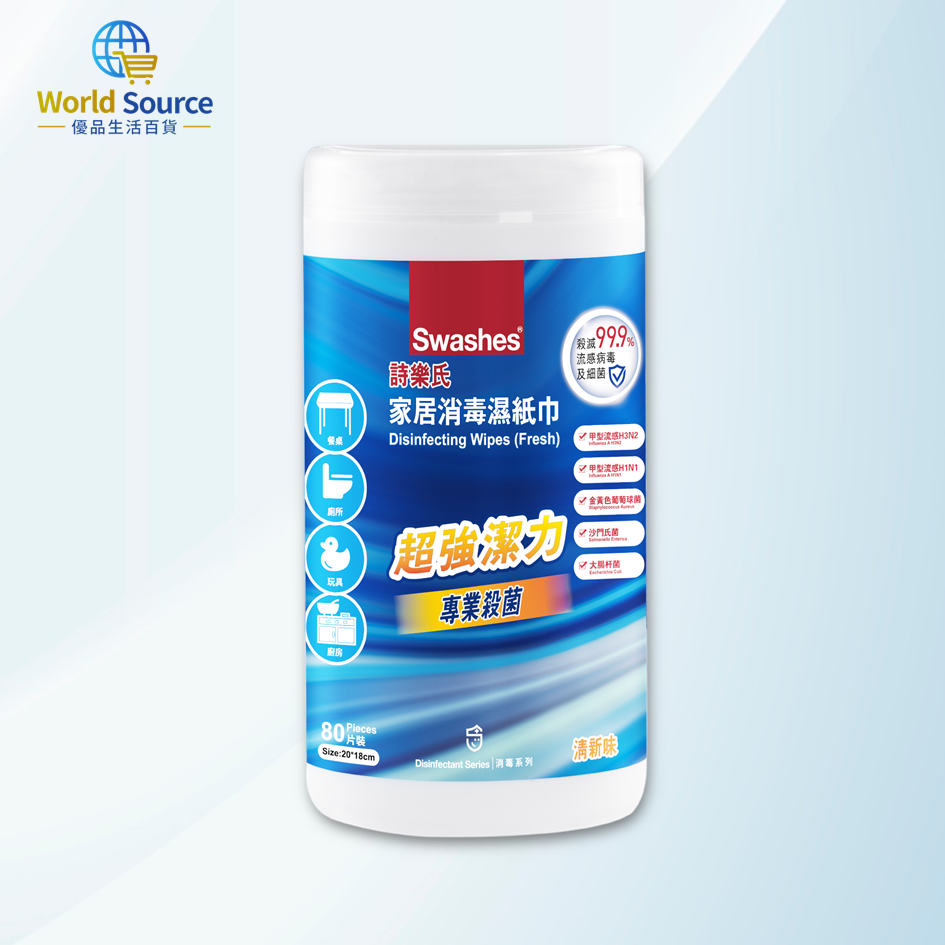 World Source
優品生活百貨
Swashes®
詩樂氏
家居消毒濕紙巾
Disinfecting Wipes (Fresh)
殺滅99.9%
流感病毒
及細菌
餐桌
廁所
玩具
廚房
甲型流感H3N2
Influenza A H3N2
甲型流感H1N1
Influenza A H1N1
金黃色葡萄球菌
Staphylococcus Aureus
沙門氏菌
Salmonella Enterica
大腸杆菌
Escherichia Coli
超強潔力
專業殺菌
80 Pieces
片裝
Size:20*18cm
Disinfectant Series | 消毒系列
清新味